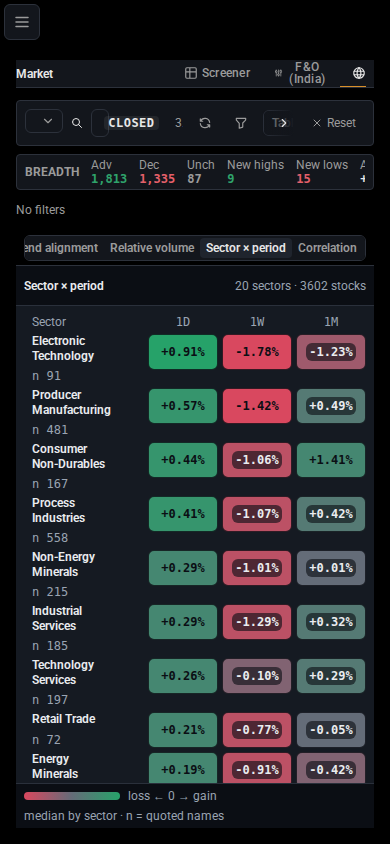 Market
Screener
F&O
(India)
CLOSED
3
Reset
BREADTH
Adv
1,813
Dec
1,335
Unch
87
New highs
9
New lows
15
No filters
end alignment
Relative volume
Sector × period
Correlation
Sector × period
20 sectors · 3602 stocks
Sector 1D 1W 1M
Electronic
Technology
n 91
+0.91% -1.78% -1.23%
Producer
Manufacturing
n 481
+0.57% -1.42% +0.49%
Consumer
Non-Durables
n 167
+0.44% -1.06% +1.41%
Process
Industries
n 558
+0.41% -1.07% +0.42%
Non-Energy
Minerals
n 215
+0.29% -1.01% +0.01%
Industrial
Services
n 185
+0.29% -1.29% +0.32%
Technology
Services
n 197
+0.26% -0.10% +0.29%
Retail Trade
n 72
+0.21% -0.77% -0.05%
Energy
Minerals
+0.19% -0.91% -0.42%
loss ← 0 → gain
median by sector · n = quoted names